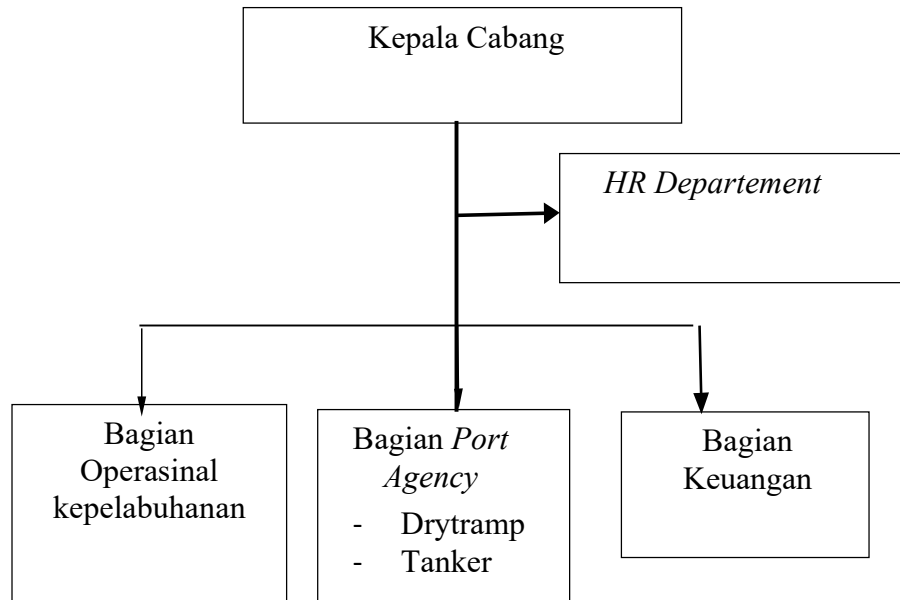 Kepala Cabang
HR Departement
Bagian
Operasinal
kepelabuhanan
Bagian Port
Agency
- Drytramp
- Tanker
Bagian
Keuangan